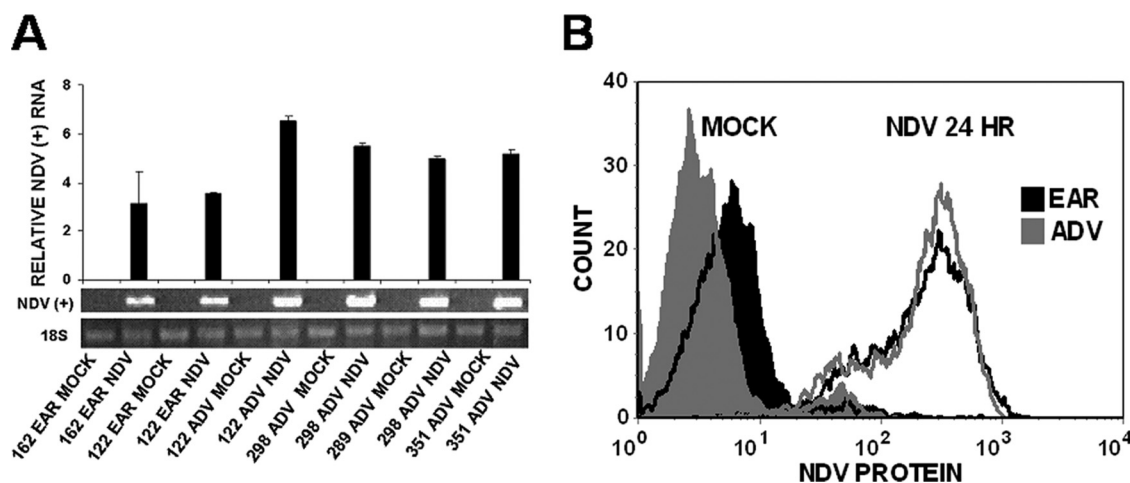 A
RELATIVE NDV (+) RNA
8
6
4
2
0
NDV (+)
18S
162 EAR MOCK
162 EAR NDV
122 EAR MOCK
122 EAR NDV
122 ADV MOCK
122 ADV NDV
298 ADV MOCK
298 ADV NDV
289 ADV MOCK
298 ADV NDV
351 ADV MOCK
351 ADV NDV
B
COUNT
40
30
20
10
0
MOCK
NDV 24 HR
EAR
ADV
10^0
10^1
10^2
10^3
10^4
NDV PROTEIN